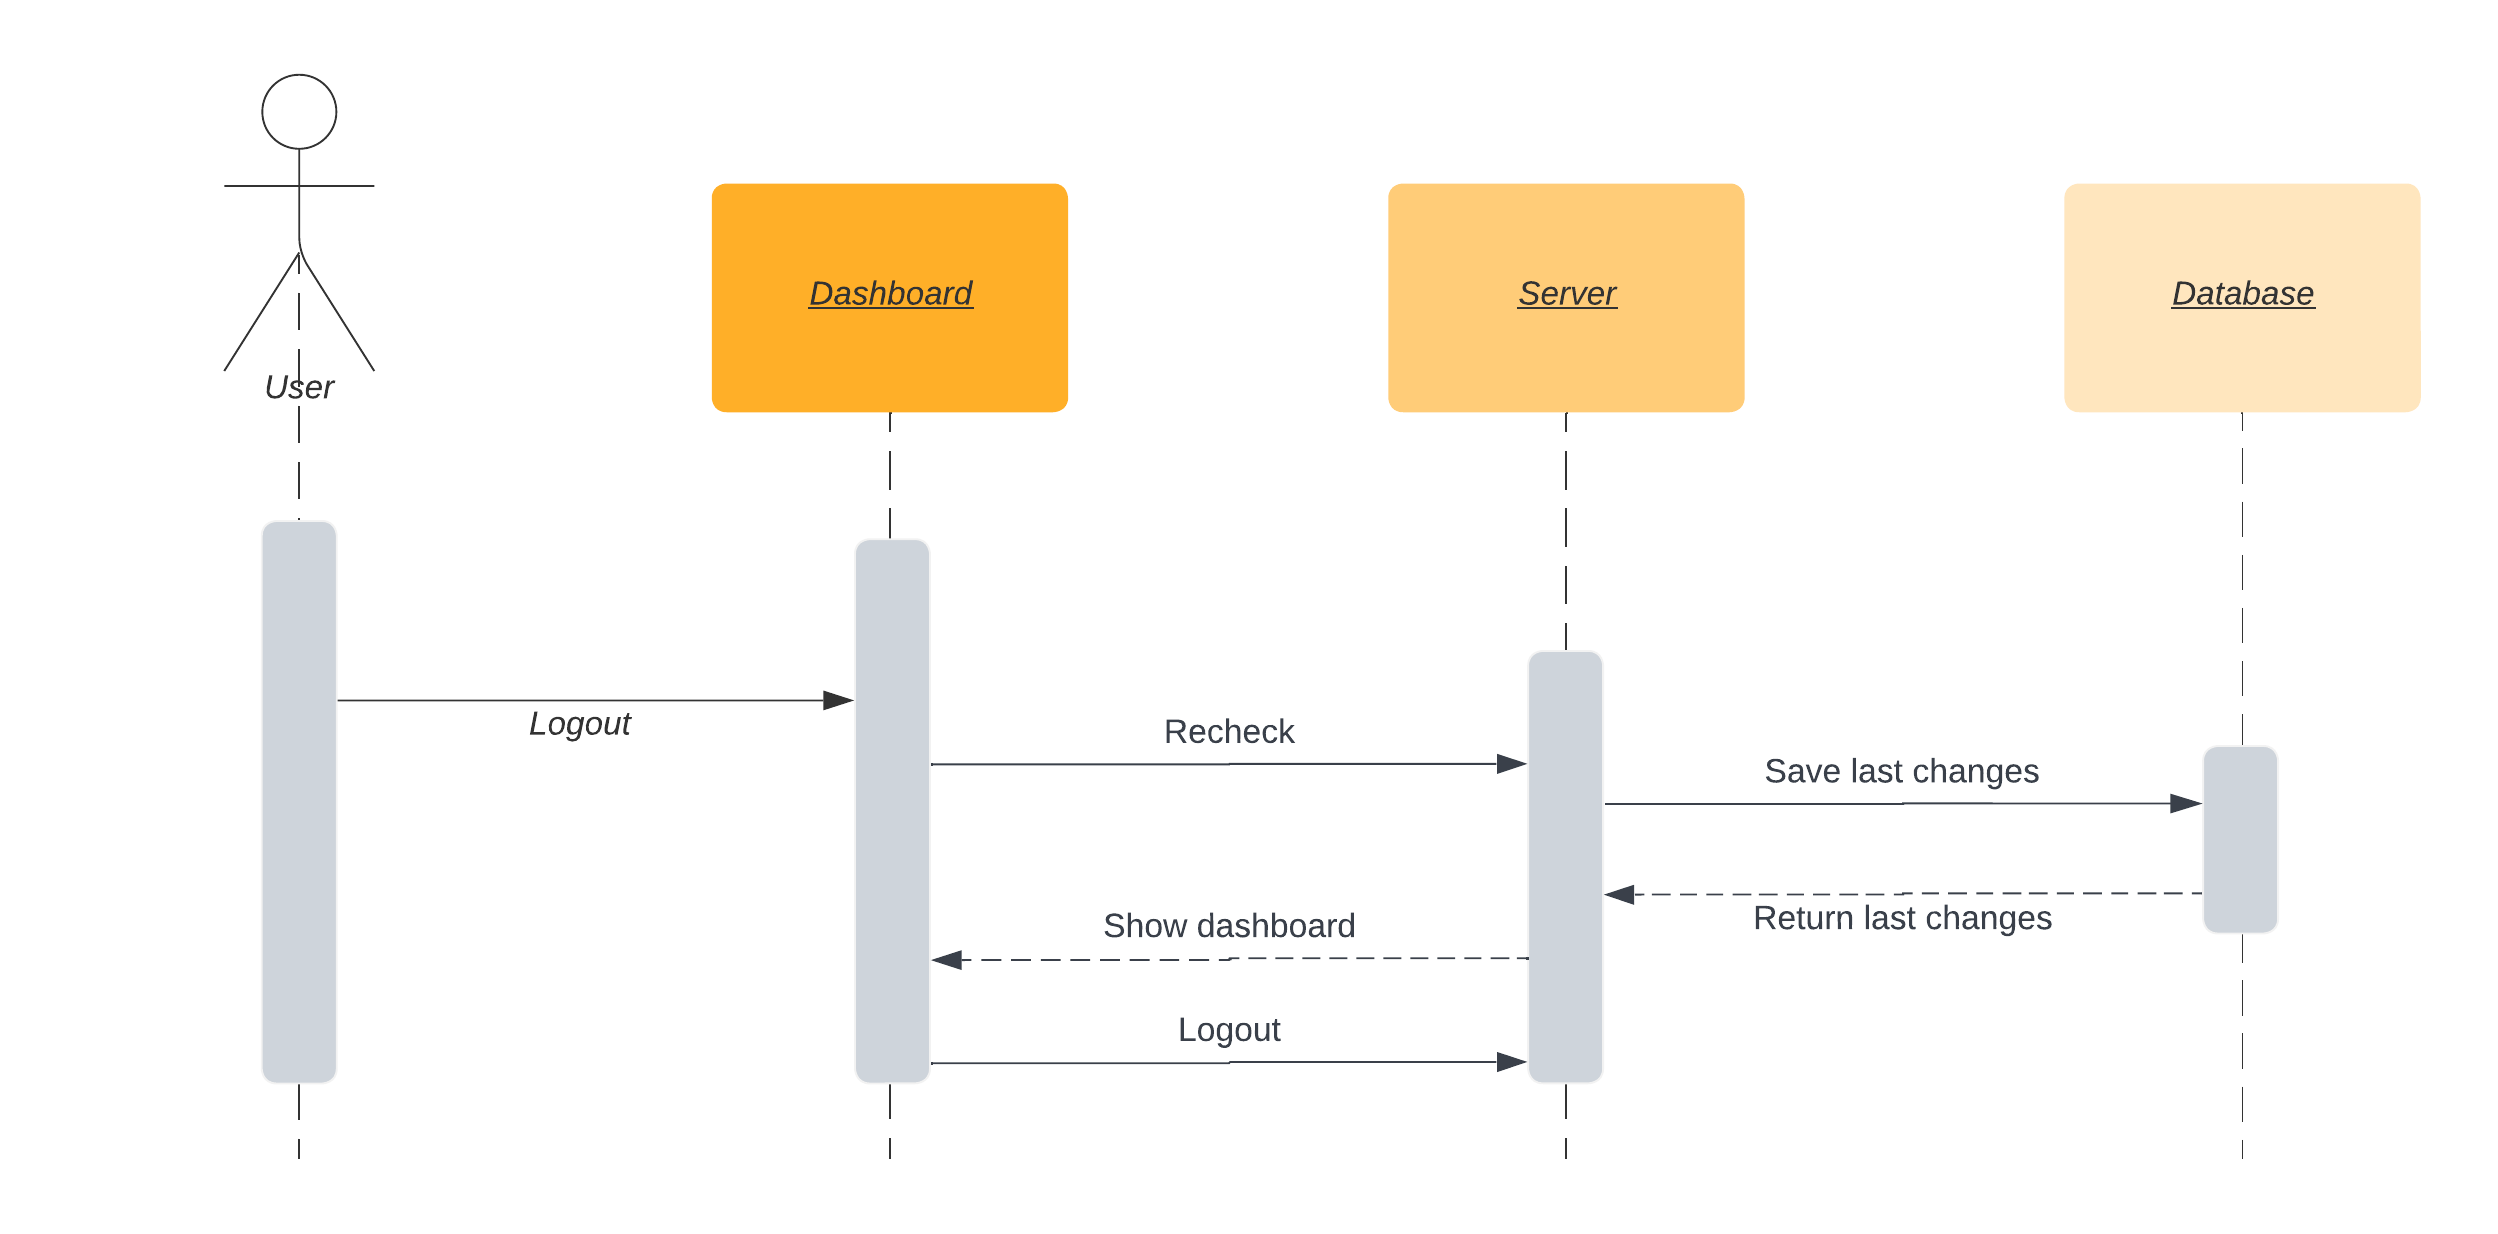 Dashboard
Server
Database
User
Logout
Recheck
Save last changes
Return last changes
Show dashboard
Logout